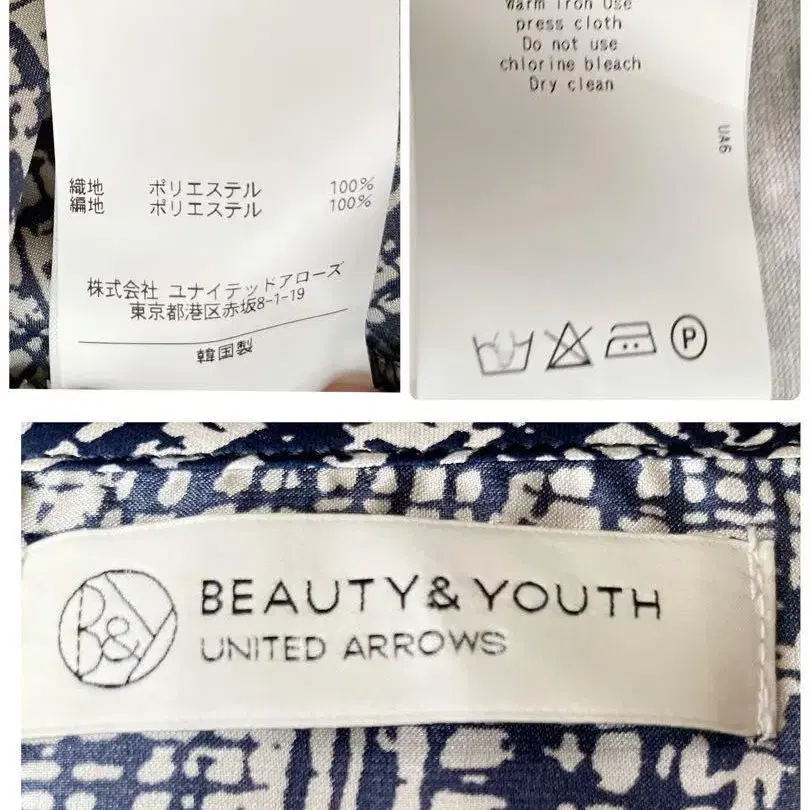 織地 ポリエステル 100%
編地 ポリエステル 100%
株式会社 ユナイテッドアローズ
東京都港区赤坂8-1-19
韓国製
Warm iron Use
press cloth
Do not use
chlorine bleach
Dry clean
UA6
P
B&Y
BEAUTY&YOUTH
UNITED ARROWS